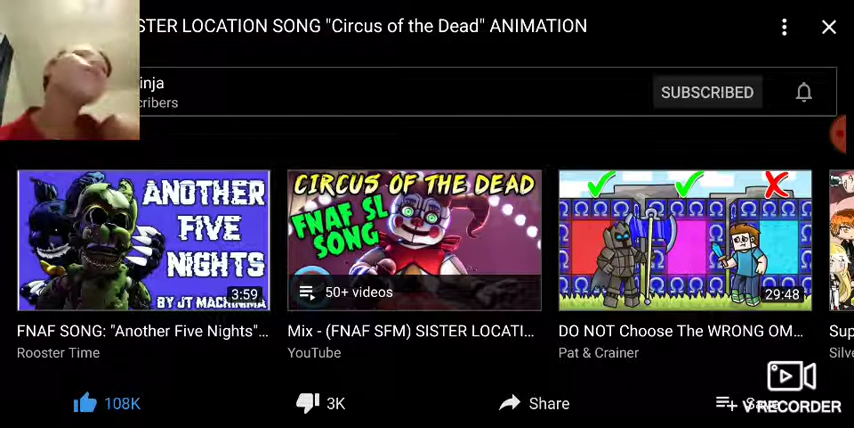 STER LOCATION SONG "Circus of the Dead" ANIMATION
inja
cribers
SUBSCRIBED
ANOTHER
FIVE
NIGHTS
BY JT MACHINIMA
3:59
CIRCUS OF THE DEAD
FNAF SL
SONG
50+ videos
29:48
FNAF SONG: "Another Five Nights"...
Mix - (FNAF SFM) SISTER LOCATI...
DO NOT Choose The WRONG OM...
Sup
Rooster Time
YouTube
Pat & Crainer
Silve
108K
3K
Share
V RECORDER